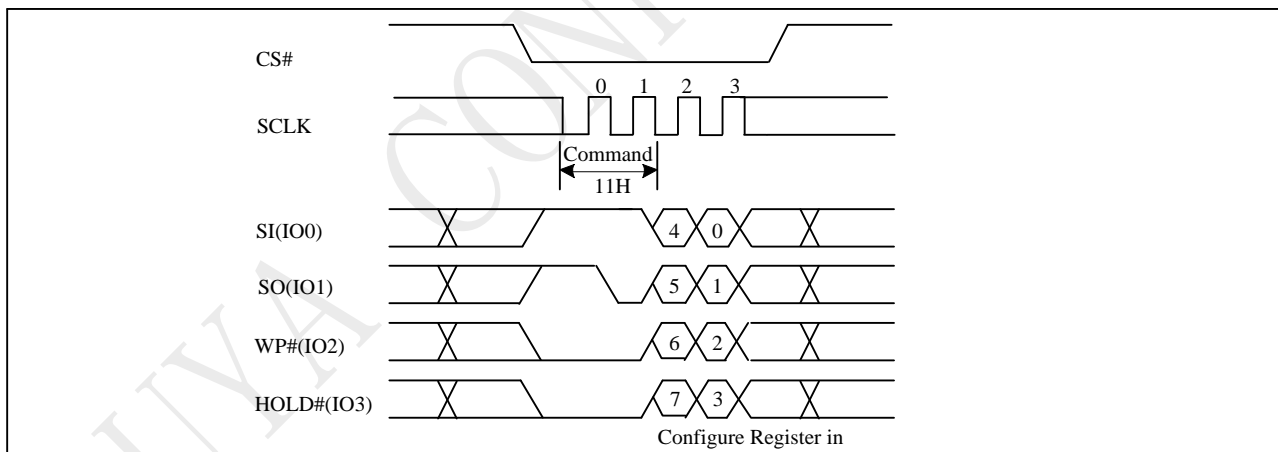 CS#
0 1 2 3
SCLK
Command
11H
SI(IO0)
4 0
SO(IO1)
5 1
WP#(IO2)
6 2
HOLD#(IO3)
7 3
Configure Register in